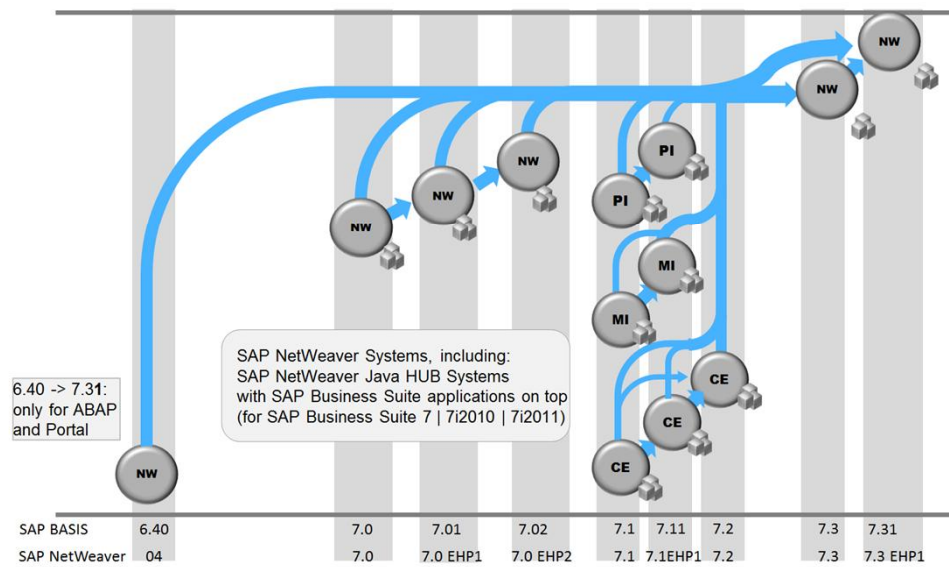 NW
NW
NW
NW
NW
NW
PI
PI
MI
MI
CE
CE
CE
SAP NetWeaver Systems, including:
SAP NetWeaver Java HUB Systems
with SAP Business Suite applications on top
(for SAP Business Suite 7 | 7i2010 | 7i2011)
6.40 -> 7.31:
only for ABAP
and Portal
SAP BASIS 6.40 7.0 7.01 7.02 7.1 7.11 7.2 7.3 7.31
SAP NetWeaver 04 7.0 7.0 EHP1 7.0 EHP2 7.1 7.1EHP1 7.2 7.3 7.3 EHP1